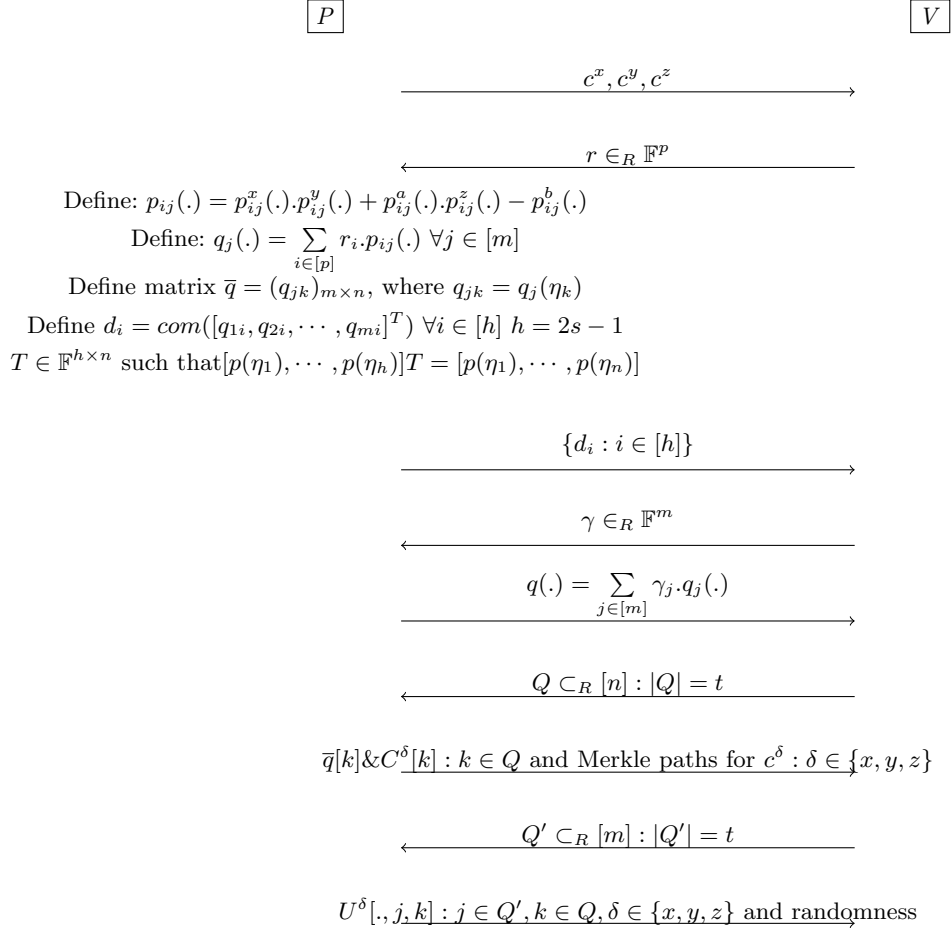 P V
c^x, c^y, c^z
r ∈_R 𝔽^p
Define: p_{ij}(.) = p^x_{ij}(.).p^y_{ij}(.) + p^a_{ij}(.).p^z_{ij}(.) − p^b_{ij}(.)
Define: q_j(.) = ∑_{i∈[p]} r_i.p_{ij}(.) ∀j ∈ [m]
Define matrix q̅ = (q_{jk})_{m×n}, where q_{jk} = q_j(η_k)
Define d_i = com([q_{1i}, q_{2i}, ⋯ , q_{mi}]^T) ∀i ∈ [h] h = 2s − 1
T ∈ 𝔽^{h×n} such that[p(η_1), ⋯ , p(η_h)]T = [p(η_1), ⋯ , p(η_n)]
{d_i : i ∈ [h]}
γ ∈_R 𝔽^m
q(.) = ∑_{j∈[m]} γ_j.q_j(.)
Q ⊂_R [n] : |Q| = t
q̅[k]&C^δ[k] : k ∈ Q and Merkle paths for c^δ : δ ∈ {x, y, z}
Q′ ⊂_R [m] : |Q′| = t
U^δ[., j, k] : j ∈ Q′, k ∈ Q, δ ∈ {x, y, z} and randomness